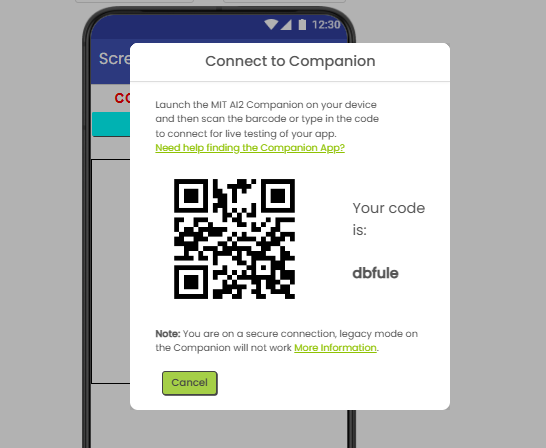 12:30
Scre
Connect to Companion
CO
Launch the MIT AI2 Companion on your device
and then scan the barcode or type in the code
to connect for live testing of your app.
Need help finding the Companion App?
Your code
is:
dbfule
Note: You are on a secure connection, legacy mode on
the Companion will not work More Information.
Cancel